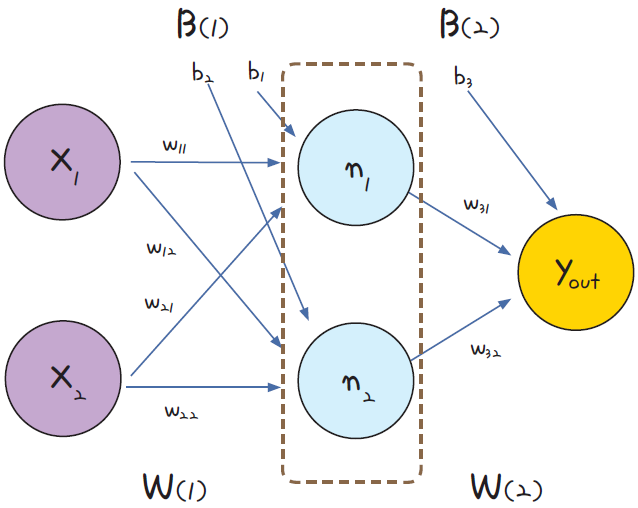 B(1)
B(2)
b2
b1
b3
x1
w11
n1
w31
w12
yout
w21
x2
n2
w32
w22
W(1)
W(2)